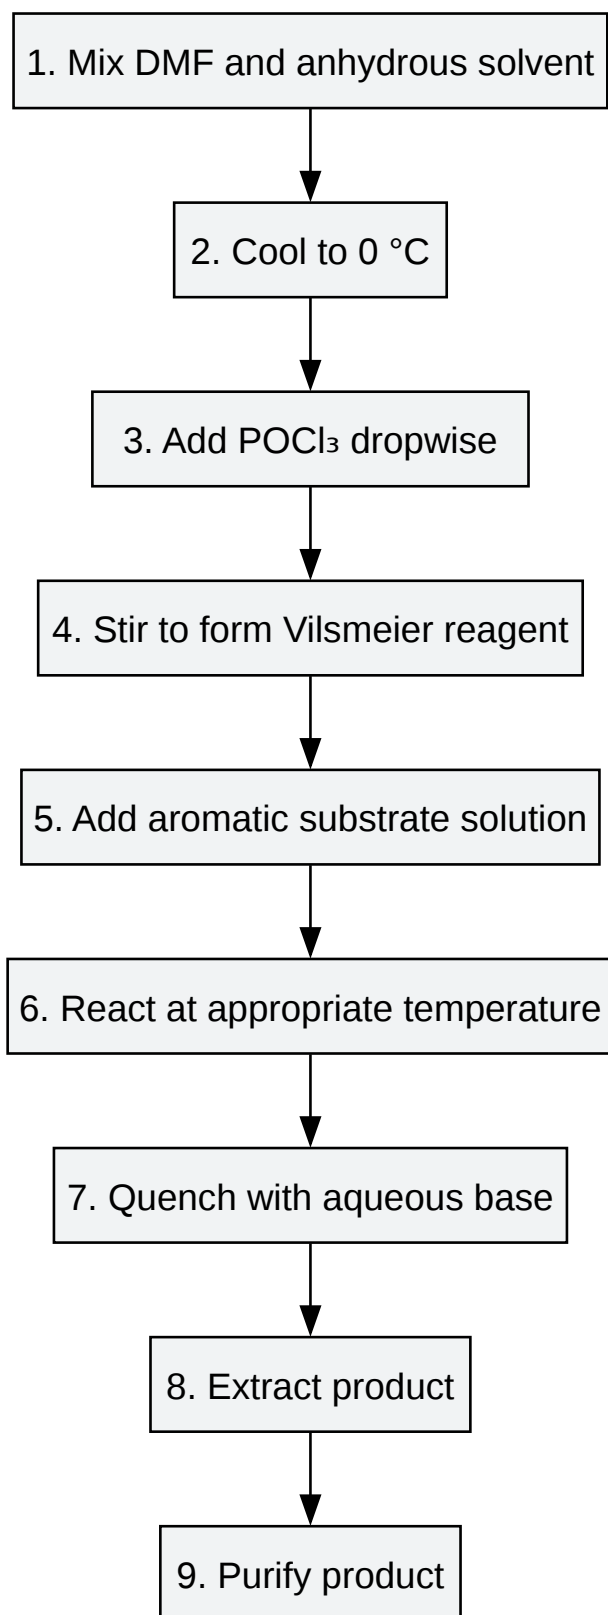 1. Mix DMF and anhydrous solvent
2. Cool to 0 °C
3. Add POCl₃ dropwise
4. Stir to form Vilsmeier reagent
5. Add aromatic substrate solution
6. React at appropriate temperature
7. Quench with aqueous base
8. Extract product
9. Purify product